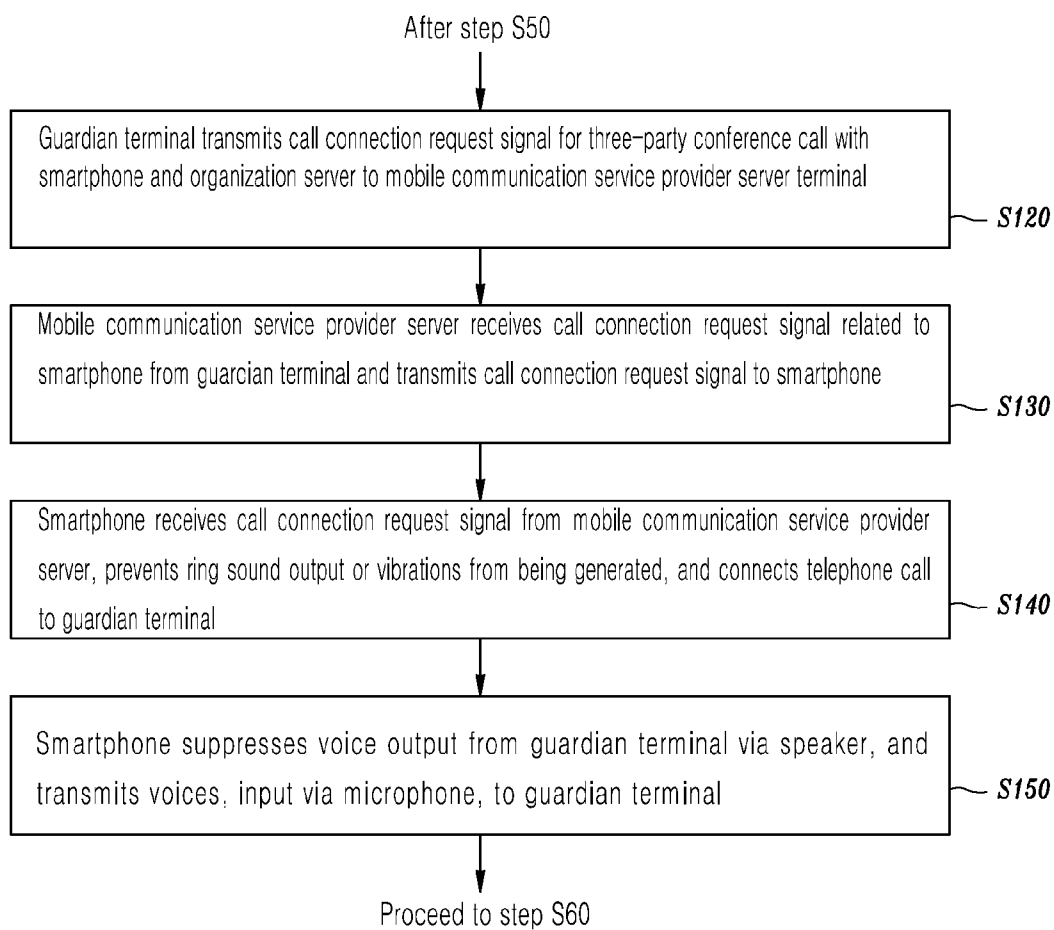 After step S50
Guardian terminal transmits call connection request signal for three-party conference call with
smartphone and organization server to mobile communication service provider server terminal
S120
Mobile communication service provider server receives call connection request signal related to
smartphone from guarcian terminal and transmits call connection request signal to smartphone
S130
Smartphone receives call connection request signal from mobile communication service provider
server, prevents ring sound output or vibrations from being generated, and connects telephone call
to guardian terminal
S140
Smartphone suppresses voice output from guardian terminal via speaker, and
transmits voices, input via microphone, to guardian terminal
S150
Proceed to step S60